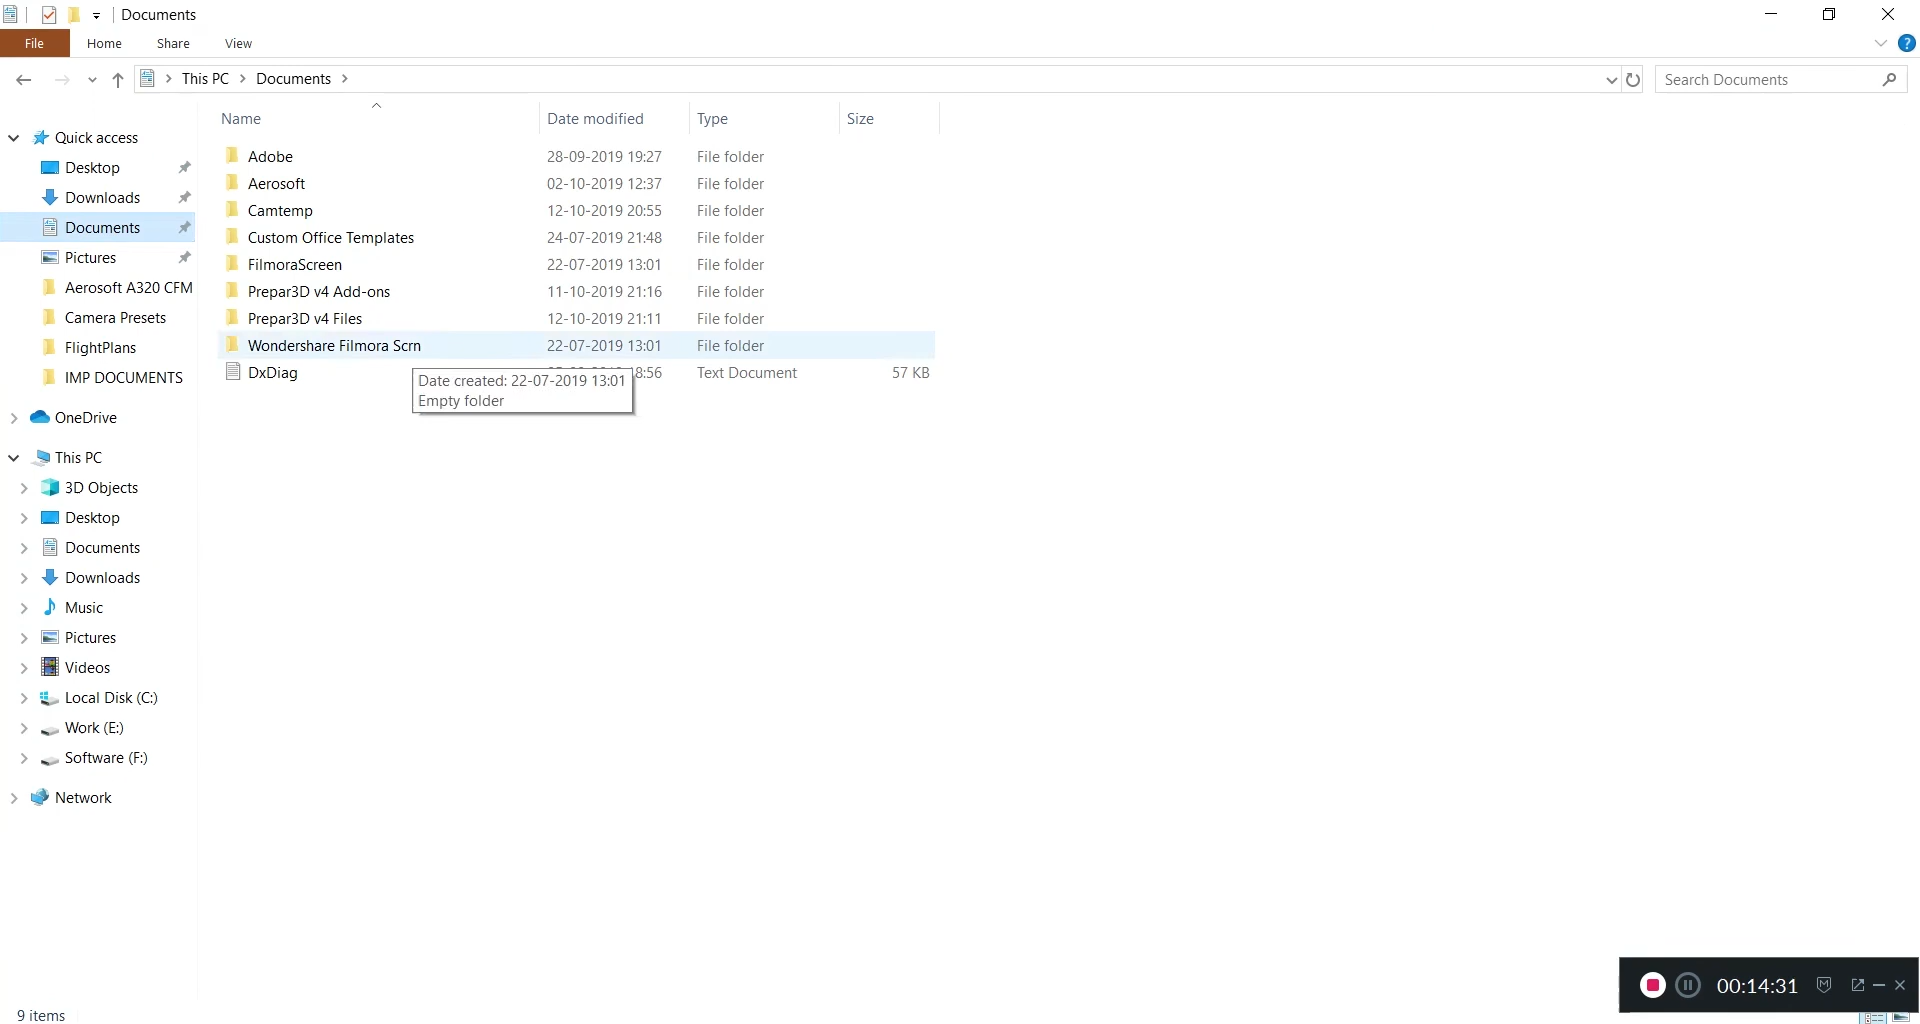 Documents
File Home Share View
This PC Documents
Search Documents
Name Date modified Type Size
Quick access
Desktop
Downloads
Documents
Pictures
Aerosoft A320 CFM
Camera Presets
FlightPlans
IMP DOCUMENTS
OneDrive
This PC
3D Objects
Desktop
Documents
Downloads
Music
Pictures
Videos
Local Disk (C:)
Work (E:)
Software (F:)
Network
Adobe 28-09-2019 19:27 File folder
Aerosoft 02-10-2019 12:37 File folder
Camtemp 12-10-2019 20:55 File folder
Custom Office Templates 24-07-2019 21:48 File folder
FilmoraScreen 22-07-2019 13:01 File folder
Prepar3D v4 Add-ons 11-10-2019 21:16 File folder
Prepar3D v4 Files 12-10-2019 21:11 File folder
Wondershare Filmora Scrn 22-07-2019 13:01 File folder
DxDiag 8:56 Text Document 57 KB
Date created: 22-07-2019 13:01
Empty folder
00:14:31
9 items